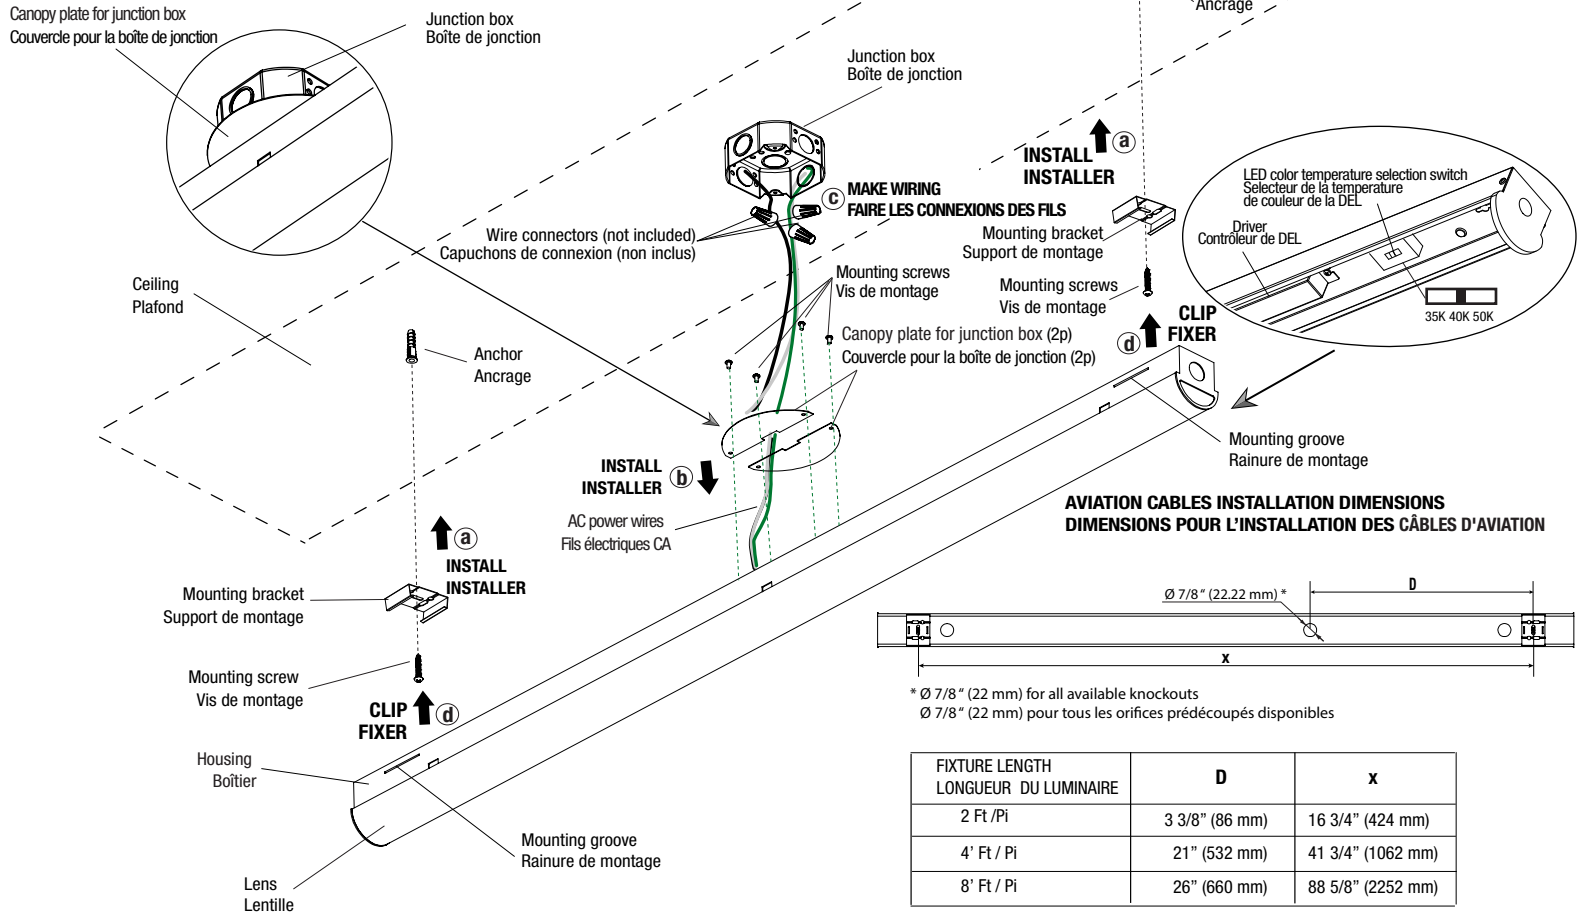 Canopy plate for junction box
Couvercle pour la boîte de jonction
Junction box
Boîte de jonction
Ancrage
Junction box
Boîte de jonction
a
INSTALL
INSTALLER
c
MAKE WIRING
FAIRE LES CONNEXIONS DES FILS
Wire connectors (not included)
Capuchons de connexion (non inclus)
Mounting bracket
Support de montage
Mounting screws
Vis de montage
LED color temperature selection switch
Selecteur de la temperature
de couleur de la DEL
Driver
Contrôleur de DEL
35K 40K 50K
Ceiling
Plafond
Mounting screws
Vis de montage
CLIP
FIXER
d
Anchor
Ancrage
Canopy plate for junction box (2p)
Couvercle pour la boîte de jonction (2p)
Mounting groove
Rainure de montage
INSTALL
INSTALLER
b
AC power wires
Fils électriques CA
a
INSTALL
INSTALLER
Mounting bracket
Support de montage
Mounting screw
Vis de montage
CLIP
FIXER
d
Housing
Boîtier
Mounting groove
Rainure de montage
Lens
Lentille
AVIATION CABLES INSTALLATION DIMENSIONS
DIMENSIONS POUR L'INSTALLATION DES CÂBLES D'AVIATION
Ø 7/8" (22.22 mm) *
D
x
* Ø 7/8" (22 mm) for all available knockouts
Ø 7/8" (22 mm) pour tous les orifices prédécoupés disponibles
FIXTURE LENGTH
LONGUEUR DU LUMINAIRE
D
x
2 Ft /Pi
3 3/8" (86 mm)
16 3/4" (424 mm)
4' Ft / Pi
21" (532 mm)
41 3/4" (1062 mm)
8' Ft / Pi
26" (660 mm)
88 5/8" (2252 mm)